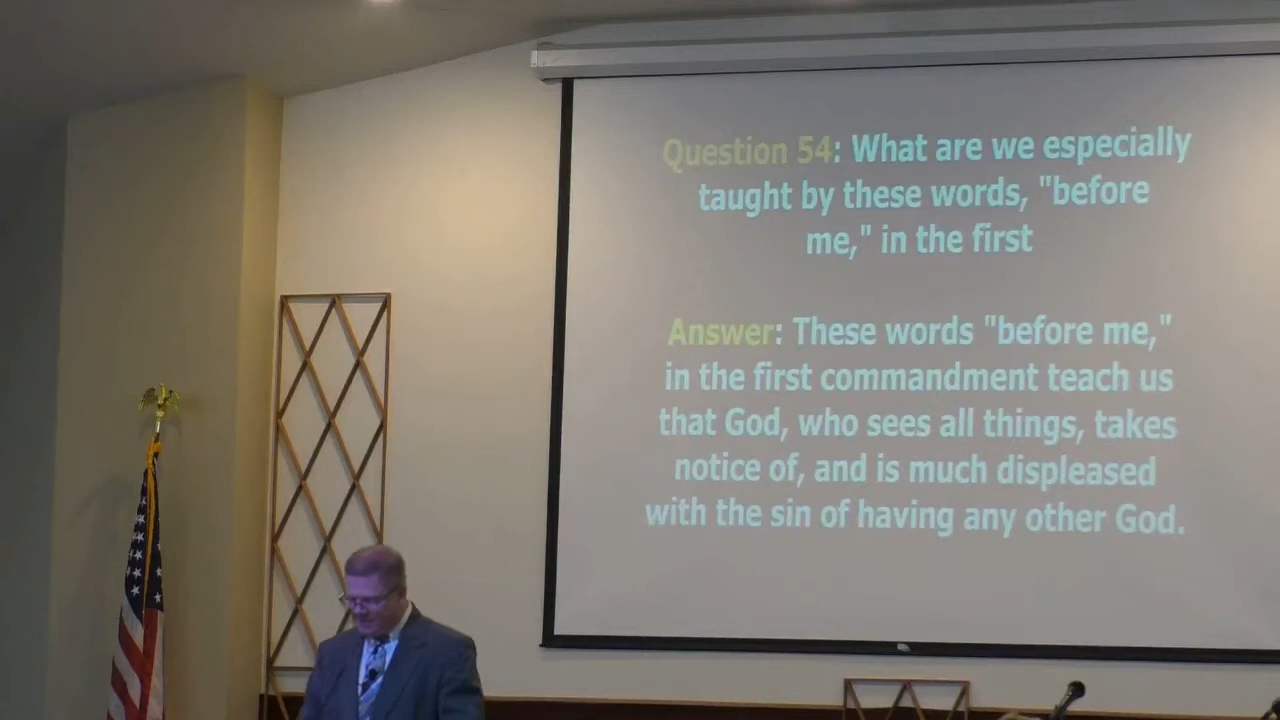 Question 54: What are we especially
taught by these words, "before
me," in the first
Answer: These words "before me,"
in the first commandment teach us
that God, who sees all things, takes
notice of, and is much displeased
with the sin of having any other God.